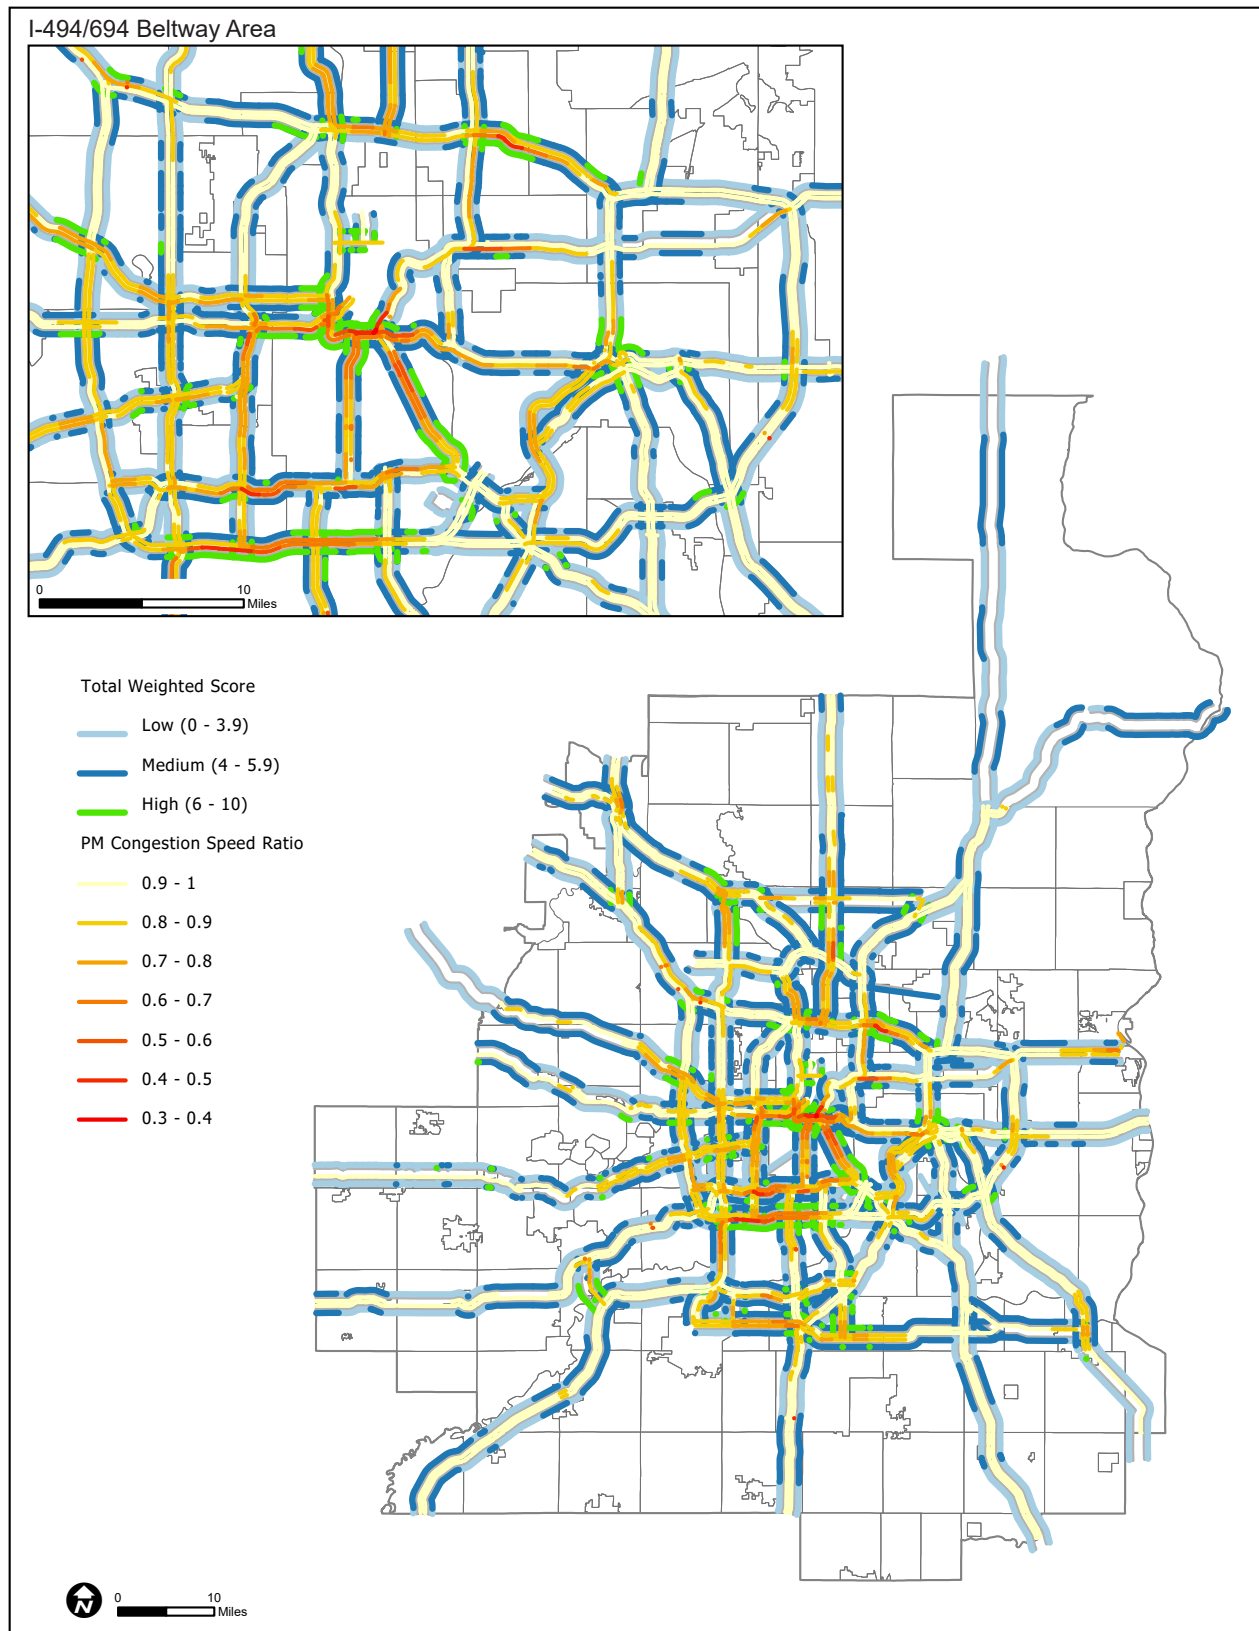 I-494/694 Beltway Area
0
10
Miles
Total Weighted Score
Low (0 - 3.9)
Medium (4 - 5.9)
High (6 - 10)
PM Congestion Speed Ratio
0.9 - 1
0.8 - 0.9
0.7 - 0.8
0.6 - 0.7
0.5 - 0.6
0.4 - 0.5
0.3 - 0.4
N
0
10
Miles